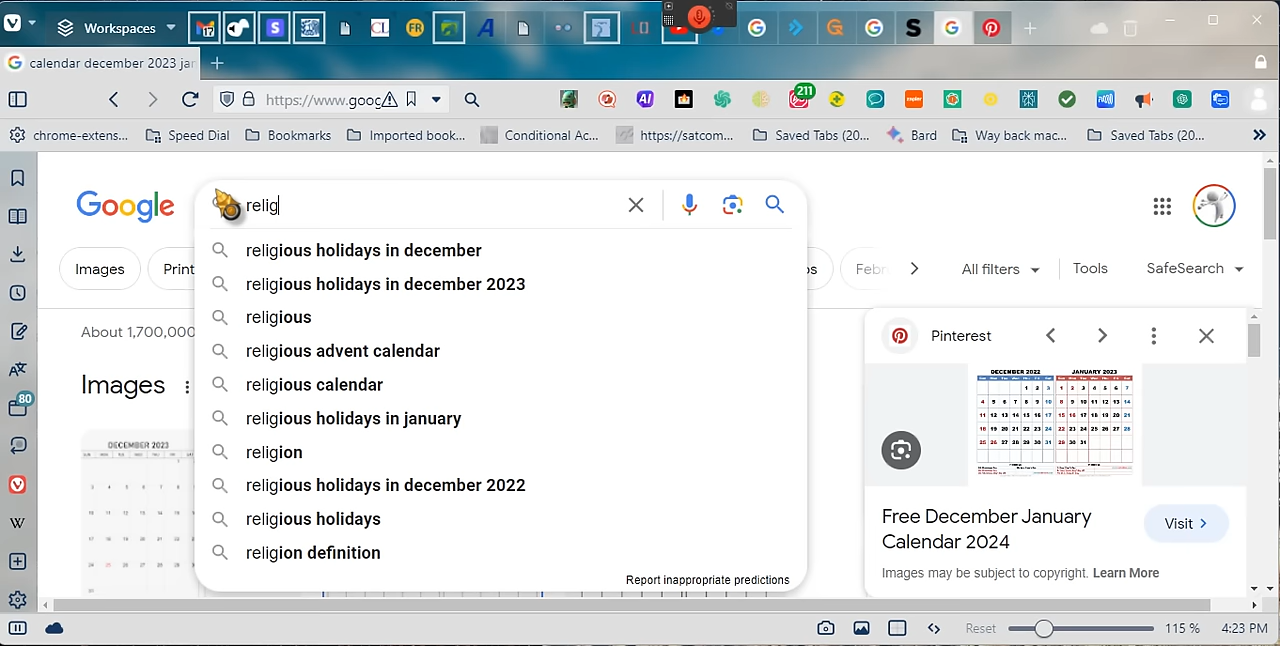 Workspaces
17
S
CL
FR
A
S
calendar december 2023 jan
https://www.goog
AI
211
chrome-extens...
Speed Dial
Bookmarks
Imported book...
Conditional Ac...
https://satcom...
Saved Tabs (20...
Bard
Way back mac...
Saved Tabs (20...
Google
relig
religious holidays in december
religious holidays in december 2023
religious
religious advent calendar
religious calendar
religious holidays in january
religion
religious holidays in december 2022
religious holidays
religion definition
Report inappropriate predictions
Images
Print
Febr
All filters
Tools
SafeSearch
About 1,700,000
Images
DECEMBER 2023
80
W
Pinterest
DECEMBER 2022
JANUARY 2023
Free December January
Calendar 2024
Visit
Images may be subject to copyright. Learn More
Reset
115 %
4:23 PM